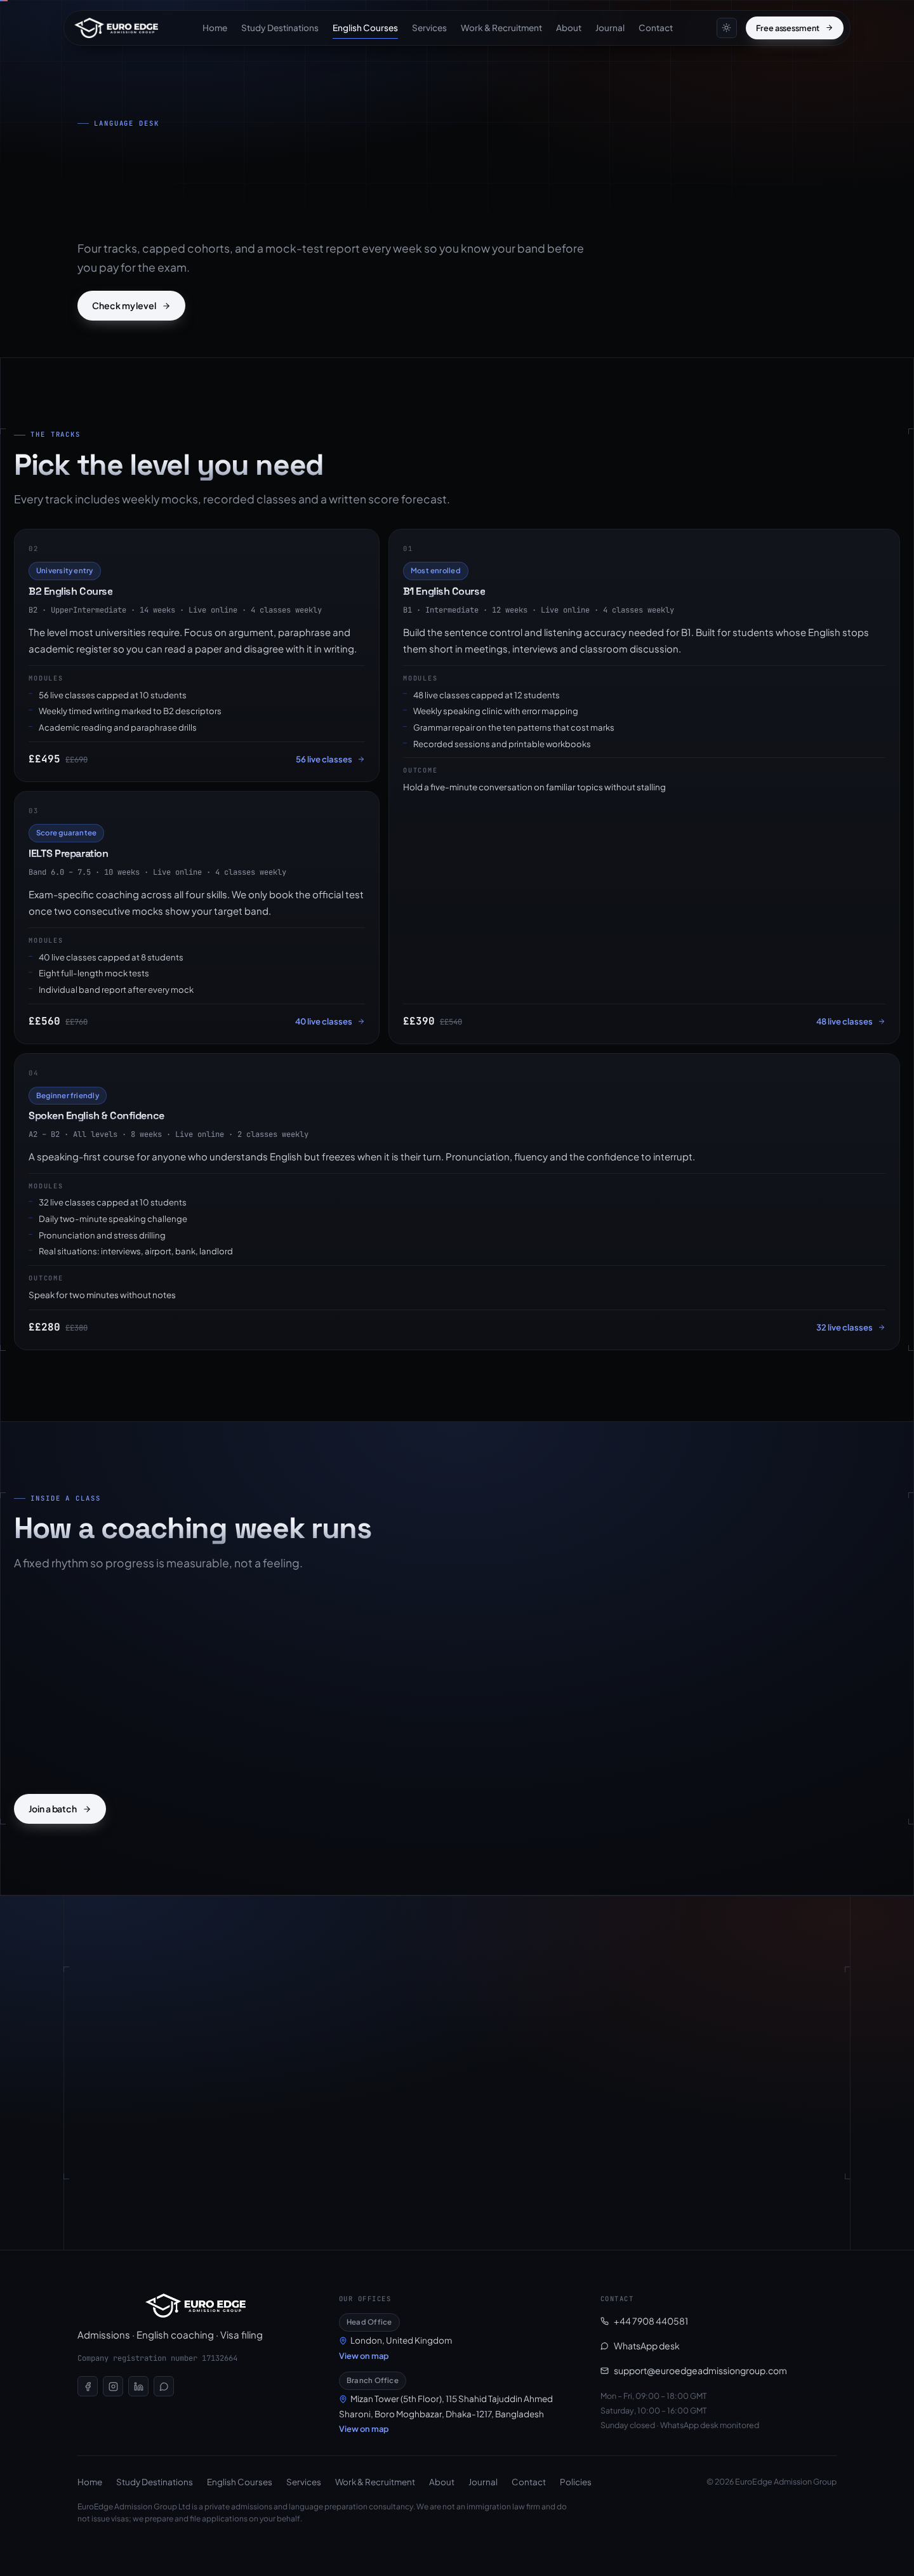 EURO EDGE
ADMISSION GROUP
Home Study Destinations English Courses Services Work & Recruitment About Journal Contact
Free assessment
LANGUAGE DESK
Four tracks, capped cohorts, and a mock-test report every week so you know your band before
you pay for the exam.
Check my level
THE TRACKS
Pick the level you need
Every track includes weekly mocks, recorded classes and a written score forecast.
02
University entry
B2 English Course
B2 · UpperIntermediate · 14 weeks · Live online · 4 classes weekly
The level most universities require. Focus on argument, paraphrase and
academic register so you can read a paper and disagree with it in writing.
MODULES
56 live classes capped at 10 students
Weekly timed writing marked to B2 descriptors
Academic reading and paraphrase drills
££495 ££690
56 live classes
01
Most enrolled
B1 English Course
B1 · Intermediate · 12 weeks · Live online · 4 classes weekly
Build the sentence control and listening accuracy needed for B1. Built for students whose English stops
them short in meetings, interviews and classroom discussion.
MODULES
48 live classes capped at 12 students
Weekly speaking clinic with error mapping
Grammar repair on the ten patterns that cost marks
Recorded sessions and printable workbooks
OUTCOME
Hold a five-minute conversation on familiar topics without stalling
££390 ££540
48 live classes
03
Score guarantee
IELTS Preparation
Band 6.0 – 7.5 · 10 weeks · Live online · 4 classes weekly
Exam-specific coaching across all four skills. We only book the official test
once two consecutive mocks show your target band.
MODULES
40 live classes capped at 8 students
Eight full-length mock tests
Individual band report after every mock
££560 ££760
40 live classes
04
Beginner friendly
Spoken English & Confidence
A2 – B2 · All levels · 8 weeks · Live online · 2 classes weekly
A speaking-first course for anyone who understands English but freezes when it is their turn. Pronunciation, fluency and the confidence to interrupt.
MODULES
32 live classes capped at 10 students
Daily two-minute speaking challenge
Pronunciation and stress drilling
Real situations: interviews, airport, bank, landlord
OUTCOME
Speak for two minutes without notes
££280 ££380
32 live classes
INSIDE A CLASS
How a coaching week runs
A fixed rhythm so progress is measurable, not a feeling.
Join a batch
EURO EDGE
ADMISSION GROUP
Admissions · English coaching · Visa filing
Company registration number 17132664
OUR OFFICES
Head Office
London, United Kingdom
View on map
Branch Office
Mizan Tower (5th Floor), 115 Shahid Tajuddin Ahmed
Sharoni, Boro Moghbazar, Dhaka-1217, Bangladesh
View on map
CONTACT
+44 7908 440581
WhatsApp desk
support@euroedgeadmissiongroup.com
Mon – Fri, 09:00 – 18:00 GMT
Saturday, 10:00 – 16:00 GMT
Sunday closed · WhatsApp desk monitored
Home Study Destinations English Courses Services Work & Recruitment About Journal Contact Policies
© 2026 EuroEdge Admission Group
EuroEdge Admission Group Ltd is a private admissions and language preparation consultancy. We are not an immigration law firm and do
not issue visas; we prepare and file applications on your behalf.